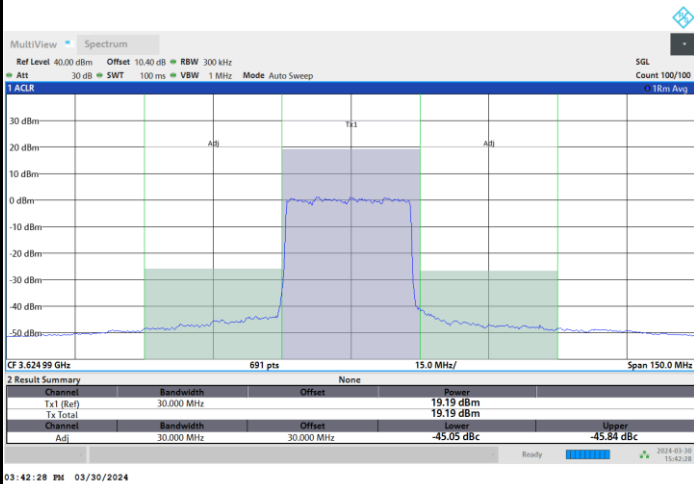 MultiView Spectrum
Ref Level 40.00 dBm Offset 10.40 dB RBW 300 kHz SGL
Att 30 dB SWT 100 ms VBW 1 MHz Mode Auto Sweep Count 100/100
1 ACLR 1Rm Avg
30 dBm
Tx1
20 dBm
Adj Adj
10 dBm
0 dBm
-10 dBm
-20 dBm
-30 dBm
-40 dBm
-50 dBm
CF 3.624 99 GHz 691 pts 15.0 MHz/ Span 150.0 MHz
2 Result Summary None
Channel Bandwidth Offset Power
Tx1 (Ref) 30.000 MHz 19.19 dBm
Tx Total 19.19 dBm
Channel Bandwidth Offset Lower Upper
Adj 30.000 MHz 30.000 MHz -45.05 dBc -45.84 dBc
Ready 2024-03-30
15:42:28
03:42:28 PM 03/30/2024